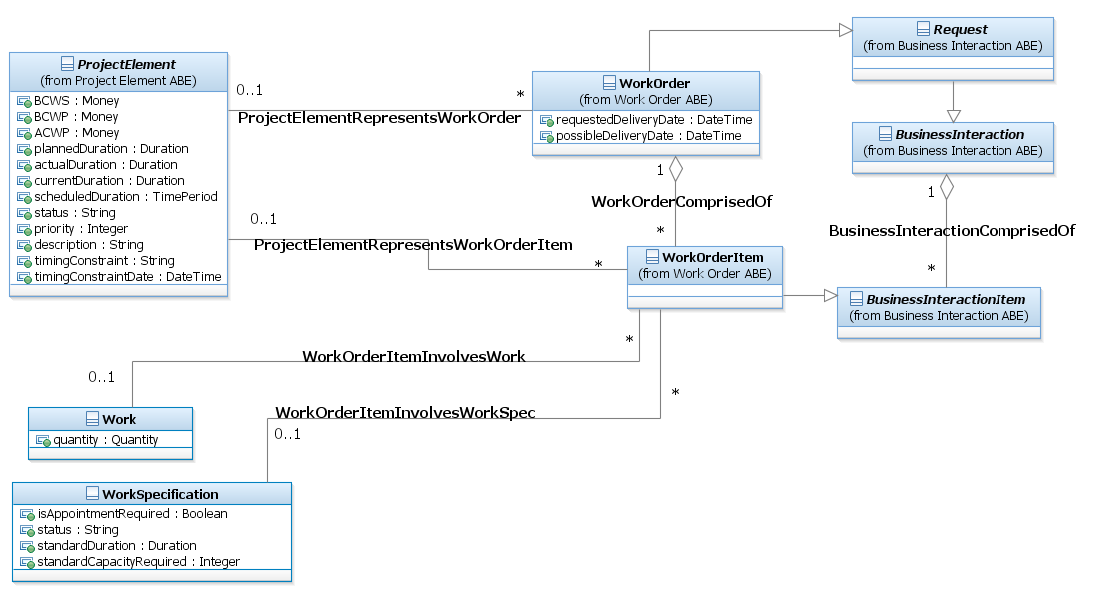 ProjectElement
(from Project Element ABE)
BCWS : Money
BCWP : Money
ACWP : Money
plannedDuration : Duration
actualDuration : Duration
currentDuration : Duration
scheduledDuration : TimePeriod
status : String
priority : Integer
description : String
timingConstraint : String
timingConstraintDate : DateTime
0..1
*
ProjectElementRepresentsWorkOrder
WorkOrder
(from Work Order ABE)
requestedDeliveryDate : DateTime
possibleDeliveryDate : DateTime
Request
(from Business Interaction ABE)
BusinessInteraction
(from Business Interaction ABE)
1
WorkOrderComprisedOf
*
1
BusinessInteractionComprisedOf
*
0..1
ProjectElementRepresentsWorkOrderItem
*
WorkOrderItem
(from Work Order ABE)
BusinessInteractionItem
(from Business Interaction ABE)
*
WorkOrderItemInvolvesWork
0..1
Work
quantity : Quantity
*
WorkOrderItemInvolvesWorkSpec
0..1
WorkSpecification
isAppointmentRequired : Boolean
status : String
standardDuration : Duration
standardCapacityRequired : Integer